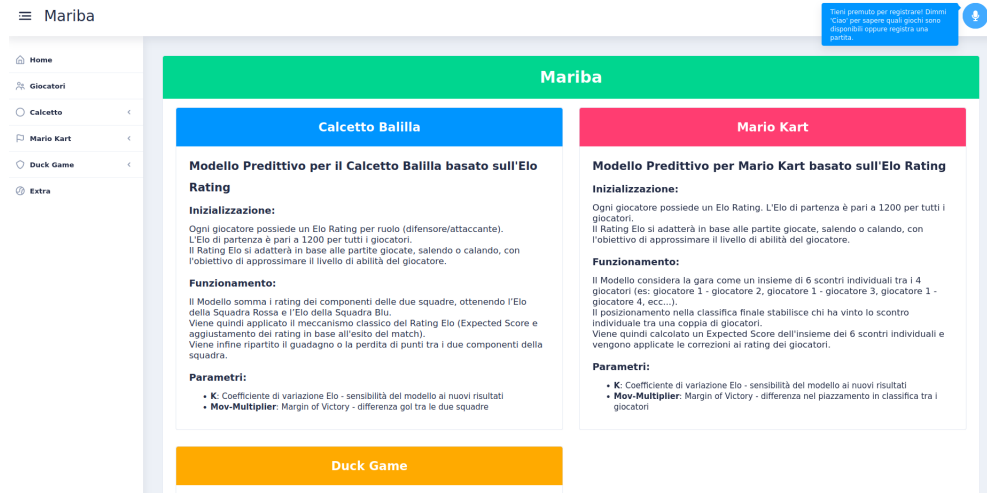 Mariba
Tieni premuto per registrare! Dimmi
'Ciao' per sapere quali giochi sono
disponibili oppure registra una
partita.
Home
Giocatori
Calcetto
Mario Kart
Duck Game
Extra
Mariba
Calcetto Balilla
Modello Predittivo per il Calcetto Balilla basato sull'Elo
Rating
Inizializzazione:
Ogni giocatore possiede un Elo Rating per ruolo (difensore/attaccante).
L'Elo di partenza è pari a 1200 per tutti i giocatori.
Il Rating Elo si adatterà in base alle partite giocate, salendo o calando, con
l'obiettivo di approssimare il livello di abilità del giocatore.
Funzionamento:
Il Modello somma i rating dei componenti delle due squadre, ottenendo l’Elo
della Squadra Rossa e l’Elo della Squadra Blu.
Viene quindi applicato il meccanismo classico del Rating Elo (Expected Score e
aggiustamento dei rating in base all'esito del match).
Viene infine ripartito il guadagno o la perdita di punti tra i due componenti della
squadra.
Parametri:
• K: Coefficiente di variazione Elo - sensibilità del modello ai nuovi risultati
• Mov-Multiplier: Margin of Victory - differenza gol tra le due squadre
Mario Kart
Modello Predittivo per Mario Kart basato sull'Elo Rating
Inizializzazione:
Ogni giocatore possiede un Elo Rating. L'Elo di partenza è pari a 1200 per tutti i
giocatori.
Il Rating Elo si adatterà in base alle partite giocate, salendo o calando, con
l'obiettivo di approssimare il livello di abilità del giocatore.
Funzionamento:
Il Modello considera la gara come un insieme di 6 scontri individuali tra i 4
giocatori (es: giocatore 1 - giocatore 2, giocatore 1 - giocatore 3, giocatore 1 -
giocatore 4, ecc...).
Il posizionamento nella classifica finale stabilisce chi ha vinto lo scontro
individuale tra una coppia di giocatori.
Viene quindi calcolato un Expected Score dell'insieme dei 6 scontri individuali e
vengono applicate le correzioni ai rating dei giocatori.
Parametri:
• K: Coefficiente di variazione Elo - sensibilità del modello ai nuovi risultati
• Mov-Multiplier: Margin of Victory - differenza nel piazzamento in classifica tra i
giocatori
Duck Game